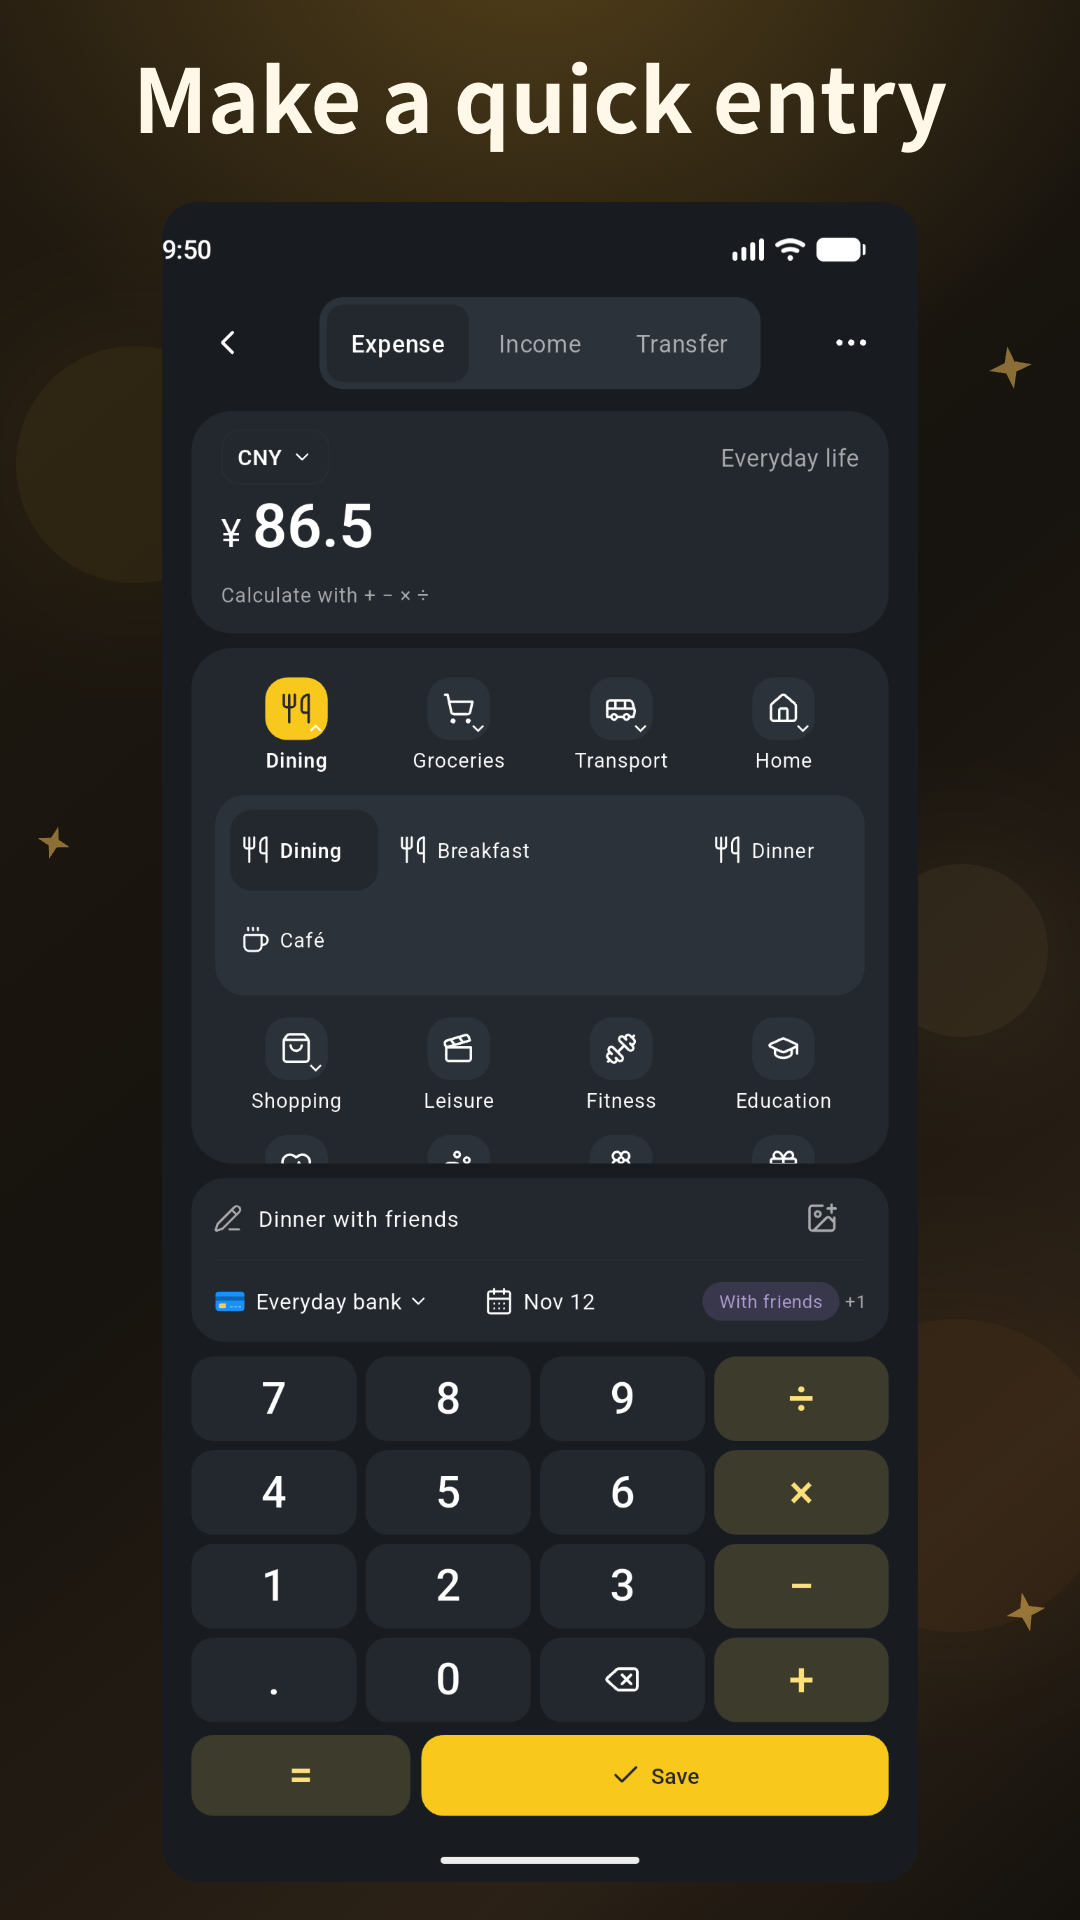 Make a quick entry
9:50
Expense Income Transfer
CNY Everyday life
¥ 86.5
Calculate with + − × ÷
Dining Groceries Transport Home
Dining Breakfast Dinner
Café
Shopping Leisure Fitness Education
Dinner with friends
Everyday bank Nov 12 With friends +1
7 8 9 ÷
4 5 6 ×
1 2 3 −
. 0 +
= Save